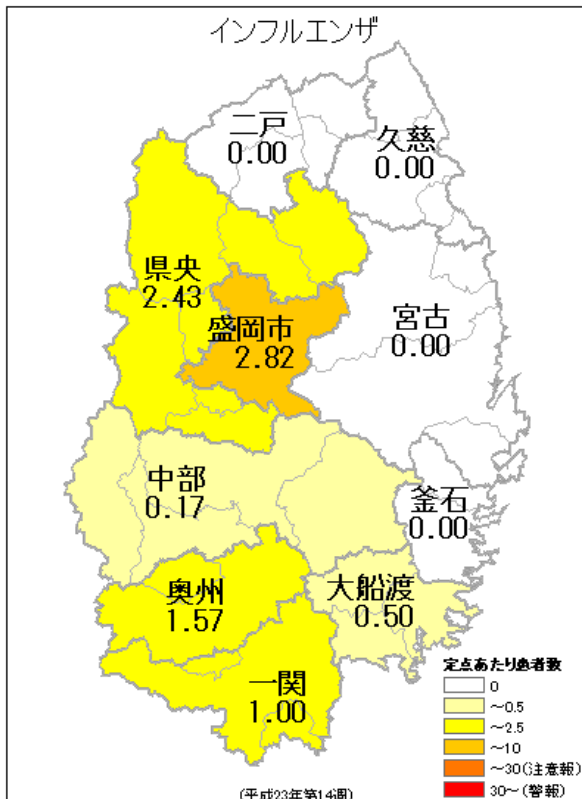 インフルエンザ
二戸
0.00
久慈
0.00
県央
2.43
盛岡市
2.82
宮古
0.00
中部
0.17
釜石
0.00
奥州
1.57
大船渡
0.50
一関
1.00
定点あたり患者数
0
～0.5
～2.5
～10
～30(注意報)
30～(警報)
(平成23年第14週)